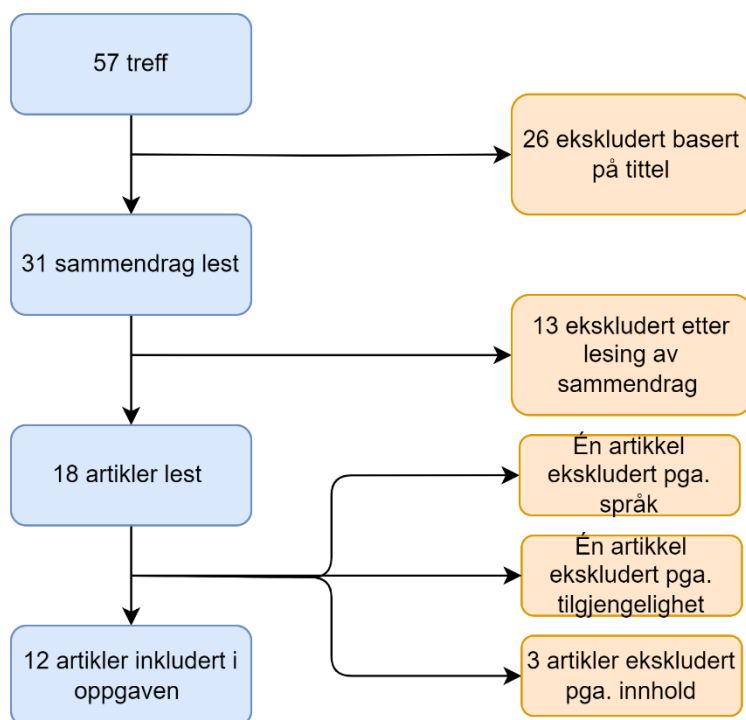 57 treff
26 ekskludert basert
på tittel
31 sammendrag lest
13 ekskludert etter
lesing av
sammendrag
18 artikler lest
Én artikkel
ekskludert pga.
språk
Én artikkel
ekskludert pga.
tilgjengelighet
12 artikler inkludert i
oppgaven
3 artikler ekskludert
pga. innhold